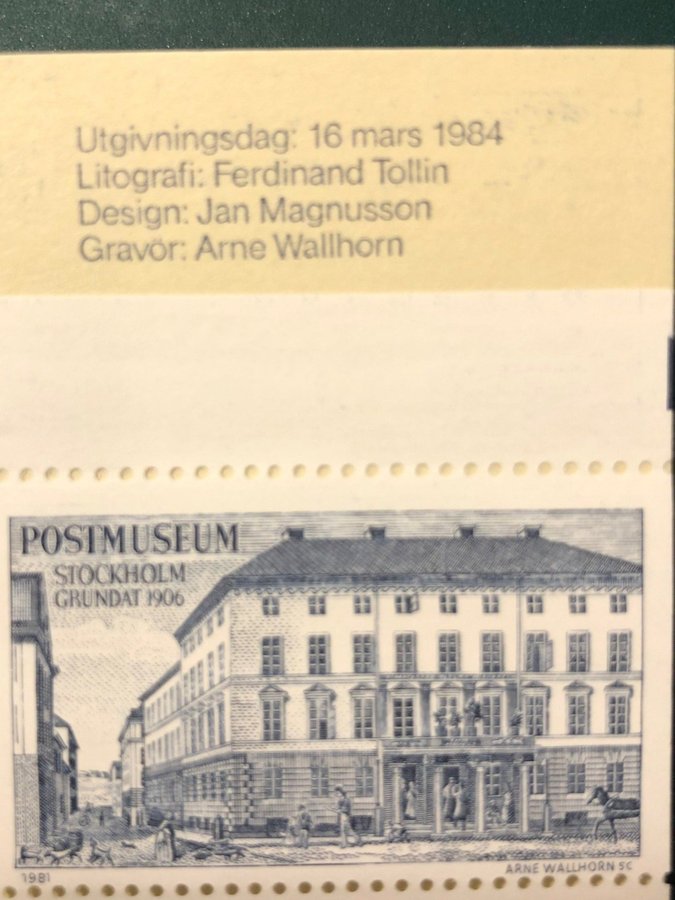 Utgivningsdag: 16 mars 1984
Litografi: Ferdinand Tollin
Design: Jan Magnusson
Gravör: Arne Wallhorn
POSTMUSEUM
STOCKHOLM
GRUNDAT 1906
1981
ARNE WALLHORN SC